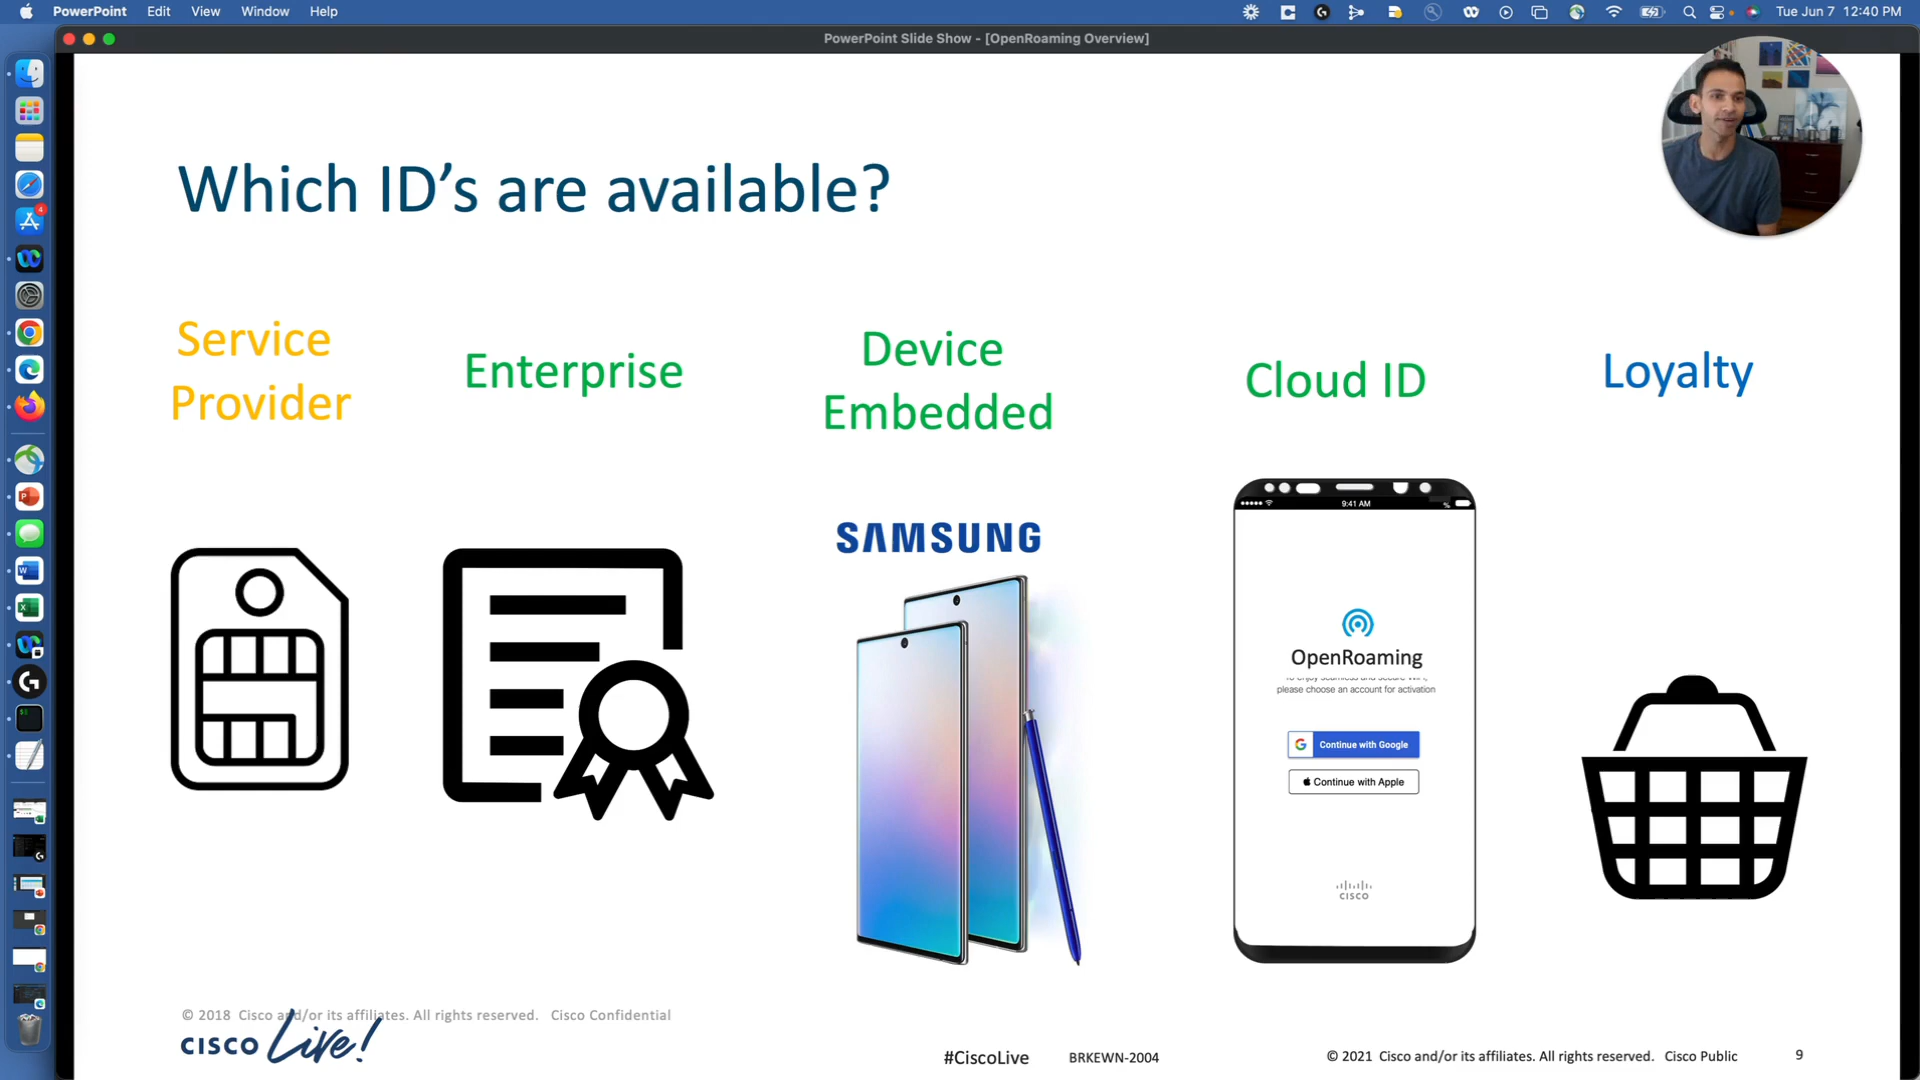 PowerPoint Edit View Window Help
Tue Jun 7 12:40 PM
PowerPoint Slide Show - [OpenRoaming Overview]
Which ID's are available?
Service
Provider
Enterprise
Device
Embedded
Cloud ID
Loyalty
SAMSUNG
9:41 AM
OpenRoaming
please choose an account for activation
Continue with Google
Continue with Apple
CISCO
© 2018 Cisco and/or its affiliates. All rights reserved. Cisco Confidential
CISCO Live!
#CiscoLive
BRKEWN-2004
© 2021 Cisco and/or its affiliates. All rights reserved. Cisco Public
9